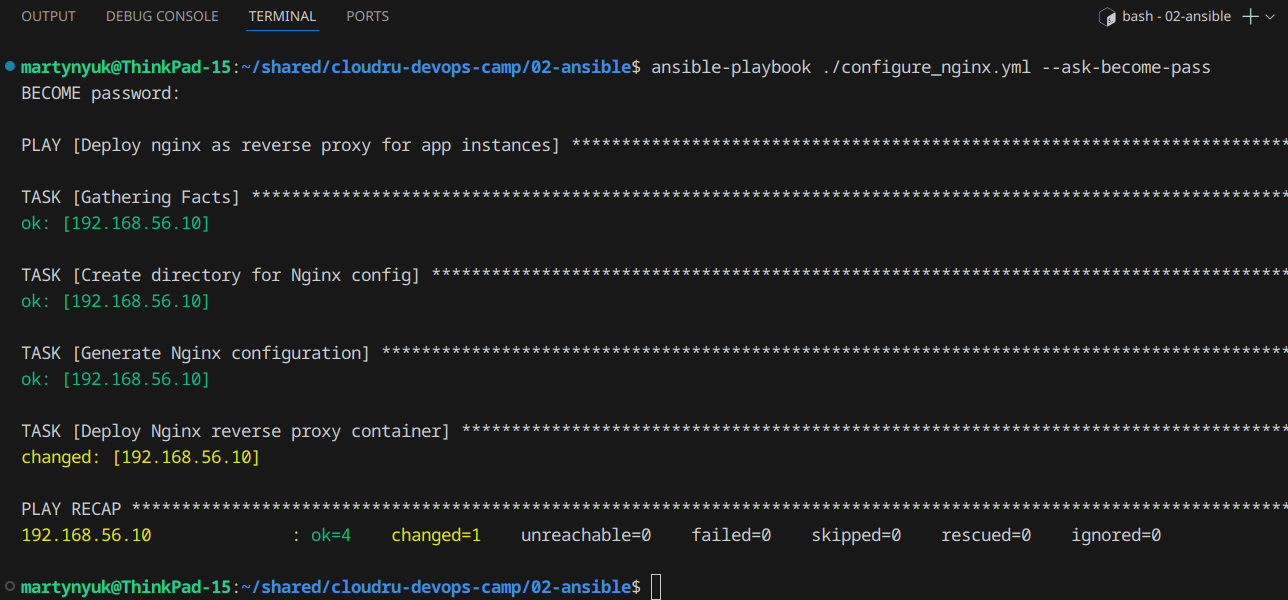 OUTPUT DEBUG CONSOLE TERMINAL PORTS bash - 02-ansible
martynyuk@ThinkPad-15:~/shared/cloudru-devops-camp/02-ansible$ ansible-playbook ./configure_nginx.yml --ask-become-pass
BECOME password:
PLAY [Deploy nginx as reverse proxy for app instances] ************************************************************************
TASK [Gathering Facts] ********************************************************************************************************
ok: [192.168.56.10]
TASK [Create directory for Nginx config] **************************************************************************************
ok: [192.168.56.10]
TASK [Generate Nginx configuration] *******************************************************************************************
ok: [192.168.56.10]
TASK [Deploy Nginx reverse proxy container] ***********************************************************************************
changed: [192.168.56.10]
PLAY RECAP ********************************************************************************************************************
192.168.56.10 : ok=4 changed=1 unreachable=0 failed=0 skipped=0 rescued=0 ignored=0
martynyuk@ThinkPad-15:~/shared/cloudru-devops-camp/02-ansible$